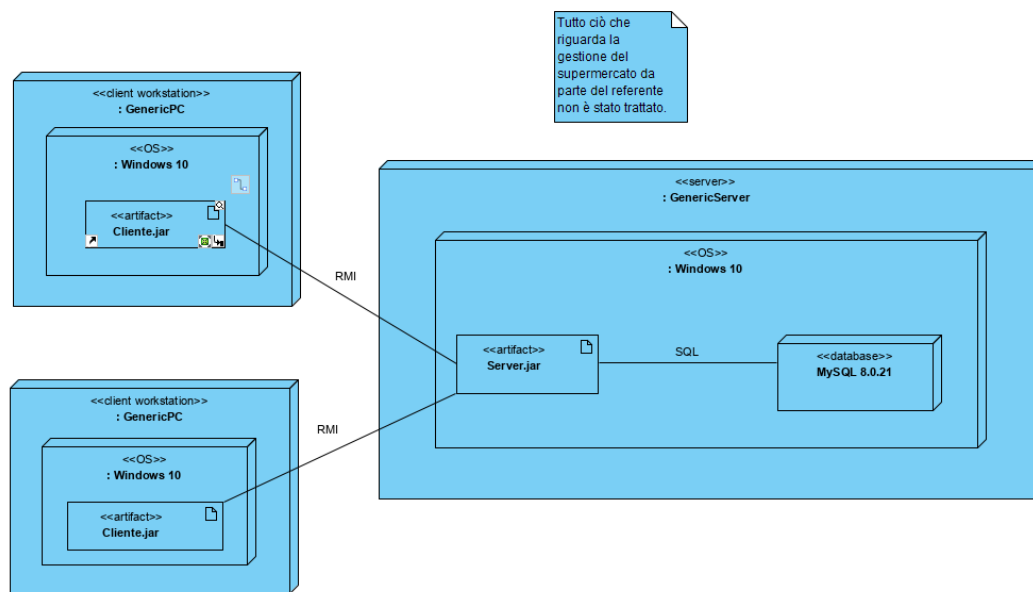 Tutto ciò che
riguarda la
gestione del
supermercato da
parte del referente
non è stato trattato.
<<client workstation>>
: GenericPC
<<OS>>
: Windows 10
<<artifact>>
Cliente.jar
RMI
<<server>>
: GenericServer
<<OS>>
: Windows 10
<<artifact>>
Server.jar
SQL
<<database>>
MySQL 8.0.21
<<client workstation>>
: GenericPC
RMI
<<OS>>
: Windows 10
<<artifact>>
Cliente.jar